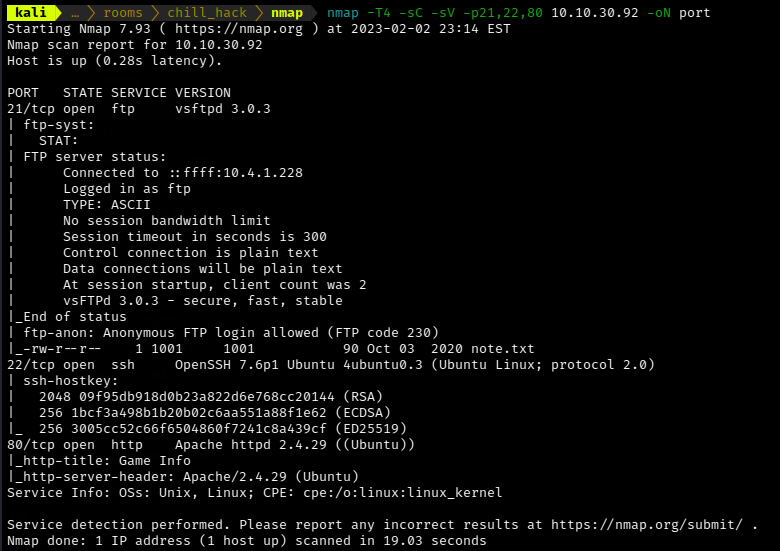 kali … rooms chill_hack nmap nmap -T4 -sC -sV -p21,22,80 10.10.30.92 -oN port
Starting Nmap 7.93 ( https://nmap.org ) at 2023-02-02 23:14 EST
Nmap scan report for 10.10.30.92
Host is up (0.28s latency).
PORT   STATE SERVICE VERSION
21/tcp open  ftp     vsftpd 3.0.3
| ftp-syst:
|   STAT:
| FTP server status:
|      Connected to ::ffff:10.4.1.228
|      Logged in as ftp
|      TYPE: ASCII
|      No session bandwidth limit
|      Session timeout in seconds is 300
|      Control connection is plain text
|      Data connections will be plain text
|      At session startup, client count was 2
|      vsFTPd 3.0.3 - secure, fast, stable
|_End of status
| ftp-anon: Anonymous FTP login allowed (FTP code 230)
|_-rw-r--r--    1 1001     1001           90 Oct 03  2020 note.txt
22/tcp open  ssh     OpenSSH 7.6p1 Ubuntu 4ubuntu0.3 (Ubuntu Linux; protocol 2.0)
| ssh-hostkey:
|   2048 09f95db918d0b23a822d6e768cc20144 (RSA)
|   256 1bcf3a498b1b20b02c6aa551a88f1e62 (ECDSA)
|_  256 3005cc52c66f6504860f7241c8a439cf (ED25519)
80/tcp open  http    Apache httpd 2.4.29 ((Ubuntu))
|_http-title: Game Info
|_http-server-header: Apache/2.4.29 (Ubuntu)
Service Info: OSs: Unix, Linux; CPE: cpe:/o:linux:linux_kernel
Service detection performed. Please report any incorrect results at https://nmap.org/submit/ .
Nmap done: 1 IP address (1 host up) scanned in 19.03 seconds